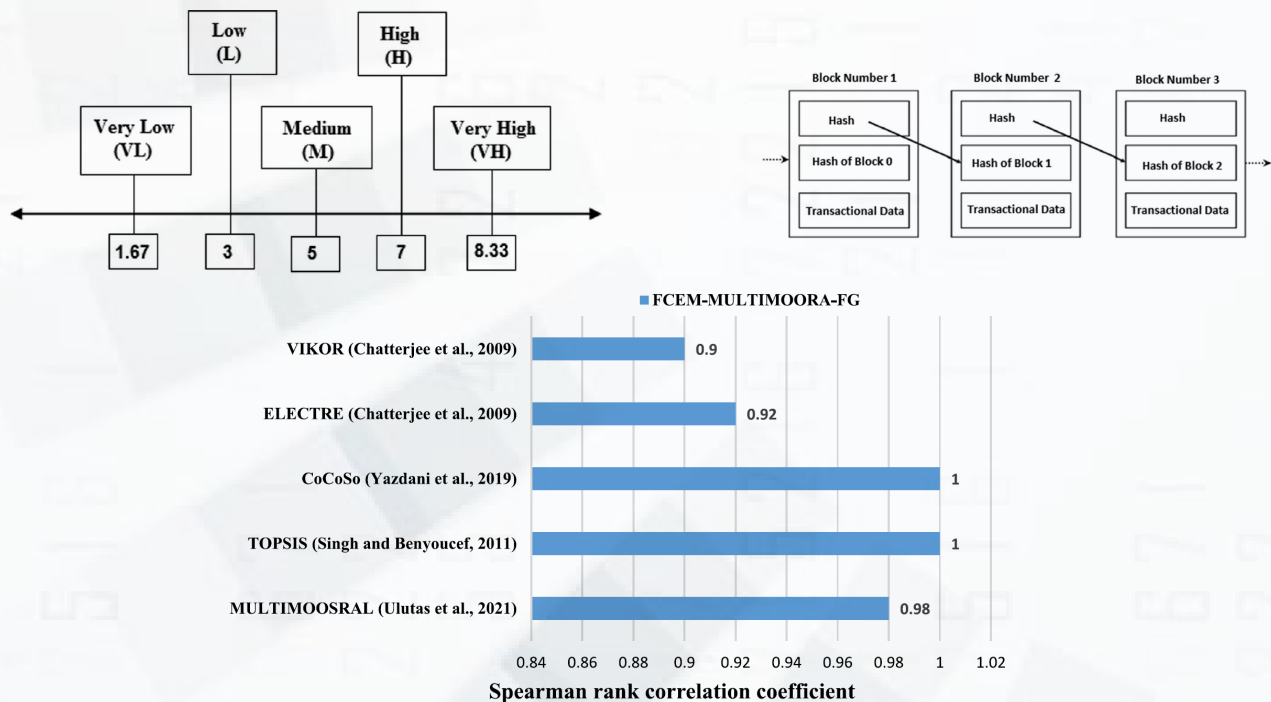 Low
(L)
High
(H)
Very Low
(VL)
Medium
(M)
Very High
(VH)
1.67
3
5
7
8.33
Block Number 1
Block Number 2
Block Number 3
Hash
Hash
Hash
Hash of Block 0
Hash of Block 1
Hash of Block 2
Transactional Data
Transactional Data
Transactional Data
FCEM-MULTIMOORA-FG
VIKOR (Chatterjee et al., 2009)
0.9
ELECTRE (Chatterjee et al., 2009)
0.92
CoCoSo (Yazdani et al., 2019)
1
TOPSIS (Singh and Benyoucef, 2011)
1
MULTIMOOSRAL (Ulutas et al., 2021)
0.98
0.84 0.86 0.88 0.9 0.92 0.94 0.96 0.98 1 1.02
Spearman rank correlation coefficient